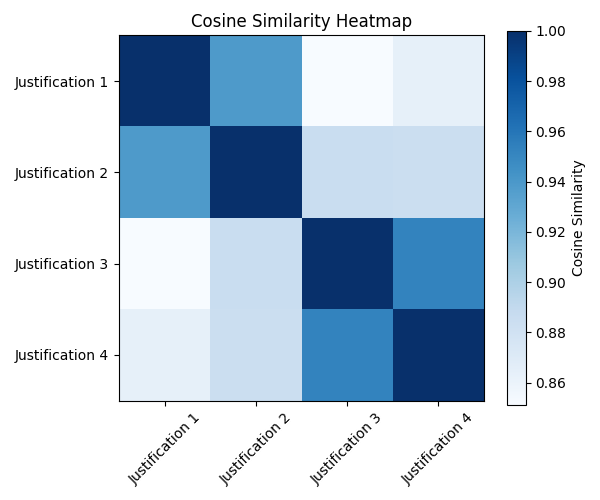 Cosine Similarity Heatmap
Justification 1
Justification 2
Justification 3
Justification 4
Justification 1
Justification 2
Justification 3
Justification 4
1.00
0.98
0.96
0.94
0.92
0.90
0.88
0.86
Cosine Similarity